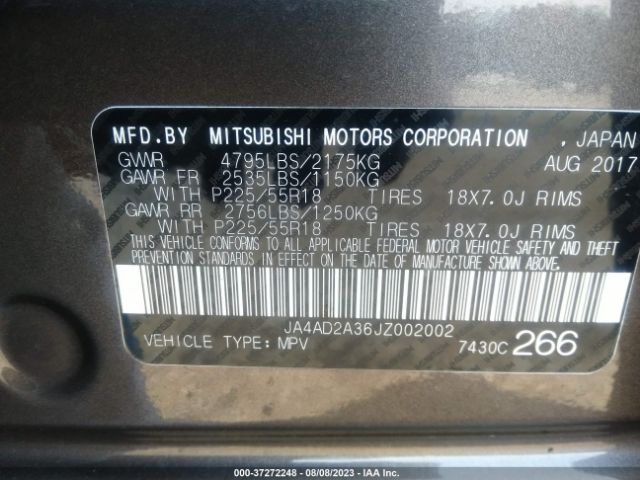 MFD.BY MITSUBISHI MOTORS CORPORATION , JAPAN
GVWR 4795LBS/2175KG AUG 2017
GAWR FR 2535LBS/1150KG
WITH P225/55R18 TIRES 18X7.0J RIMS
GAWR RR 2756LBS/1250KG
WITH P225/55R18 TIRES 18X7.0J RIMS
THIS VEHICLE CONFORMS TO ALL APPLICABLE FEDERAL MOTOR VEHICLE SAFETY AND THEFT
PREVENTION STANDARDS IN EFFECT ON THE DATE OF MANUFACTURE SHOWN ABOVE.
JA4AD2A36JZ002002
VEHICLE TYPE: MPV 7430C 266
000-37272248 - 08/08/2023 - IAA Inc.